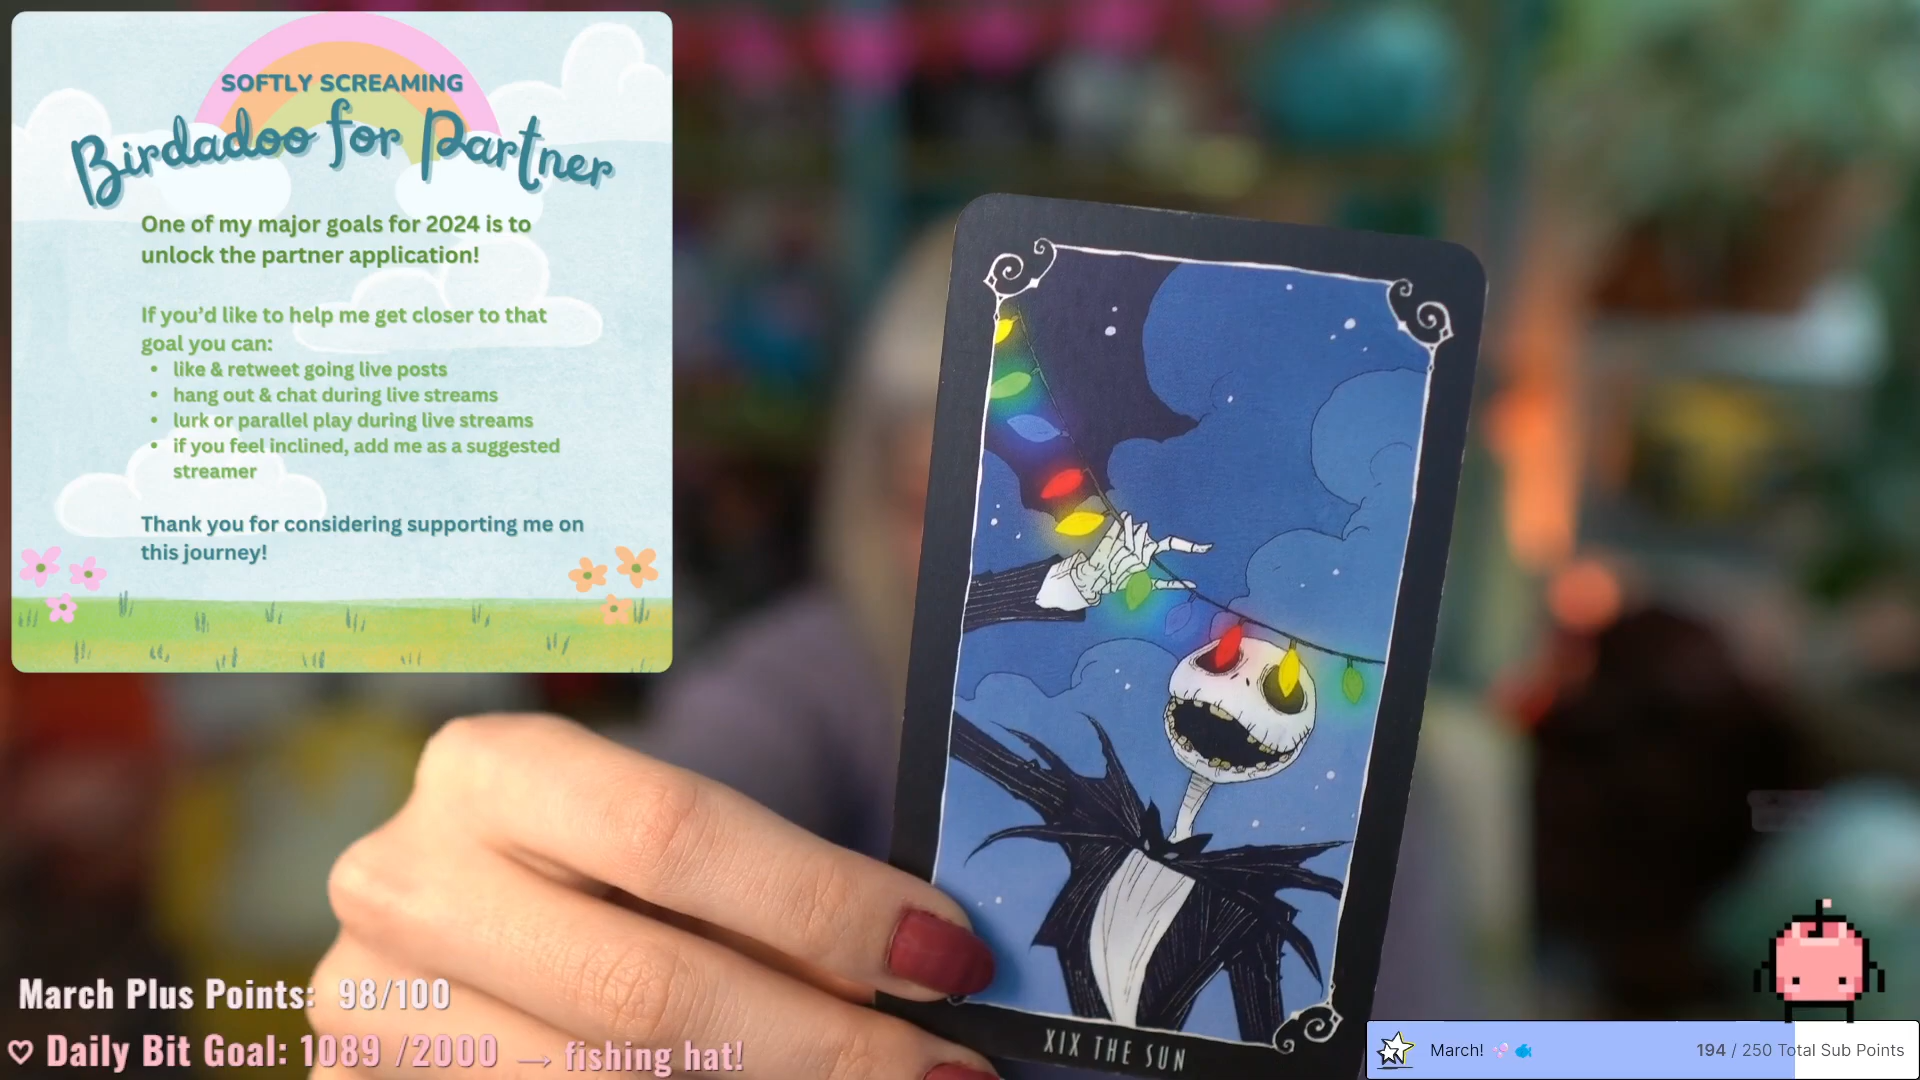 SOFTLY SCREAMING
Birdadoo for Partner
One of my major goals for 2024 is to
unlock the partner application!
If you'd like to help me get closer to that
goal you can:
• like & retweet going live posts
• hang out & chat during live streams
• lurk or parallel play during live streams
• if you feel inclined, add me as a suggested
streamer
Thank you for considering supporting me on
this journey!
XIX THE SUN
March Plus Points: 98/100
♡ Daily Bit Goal: 1089 /2000 → fishing hat!
March! 194 / 250 Total Sub Points